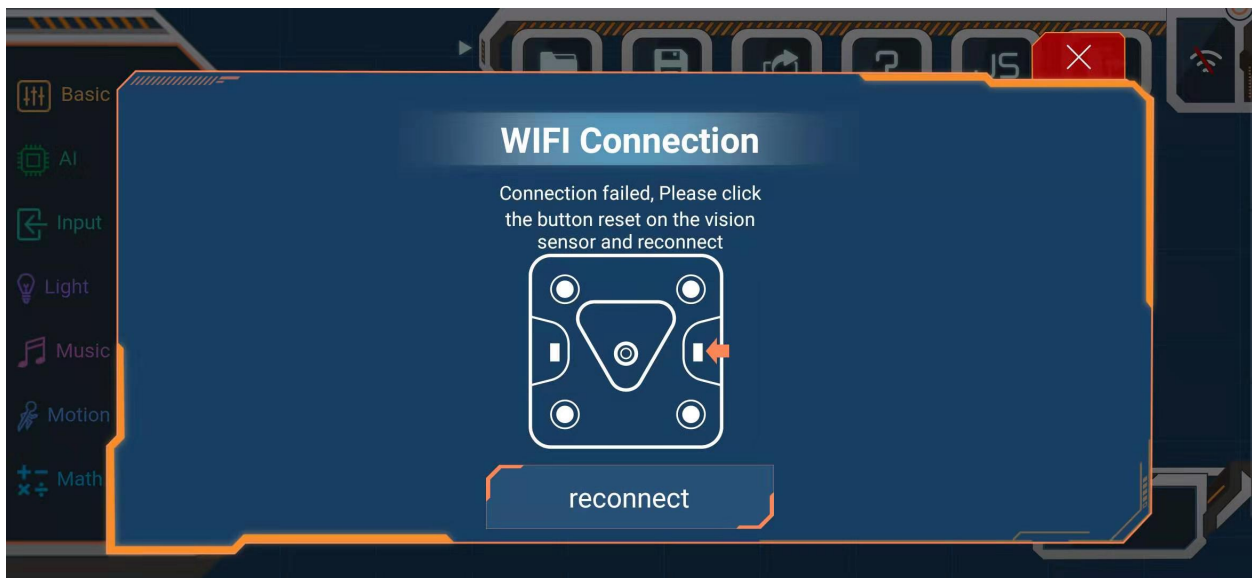 JS
Basic
AI
Input
Light
Music
Motion
Math
WIFI Connection
Connection failed, Please click
the button reset on the vision
sensor and reconnect
reconnect